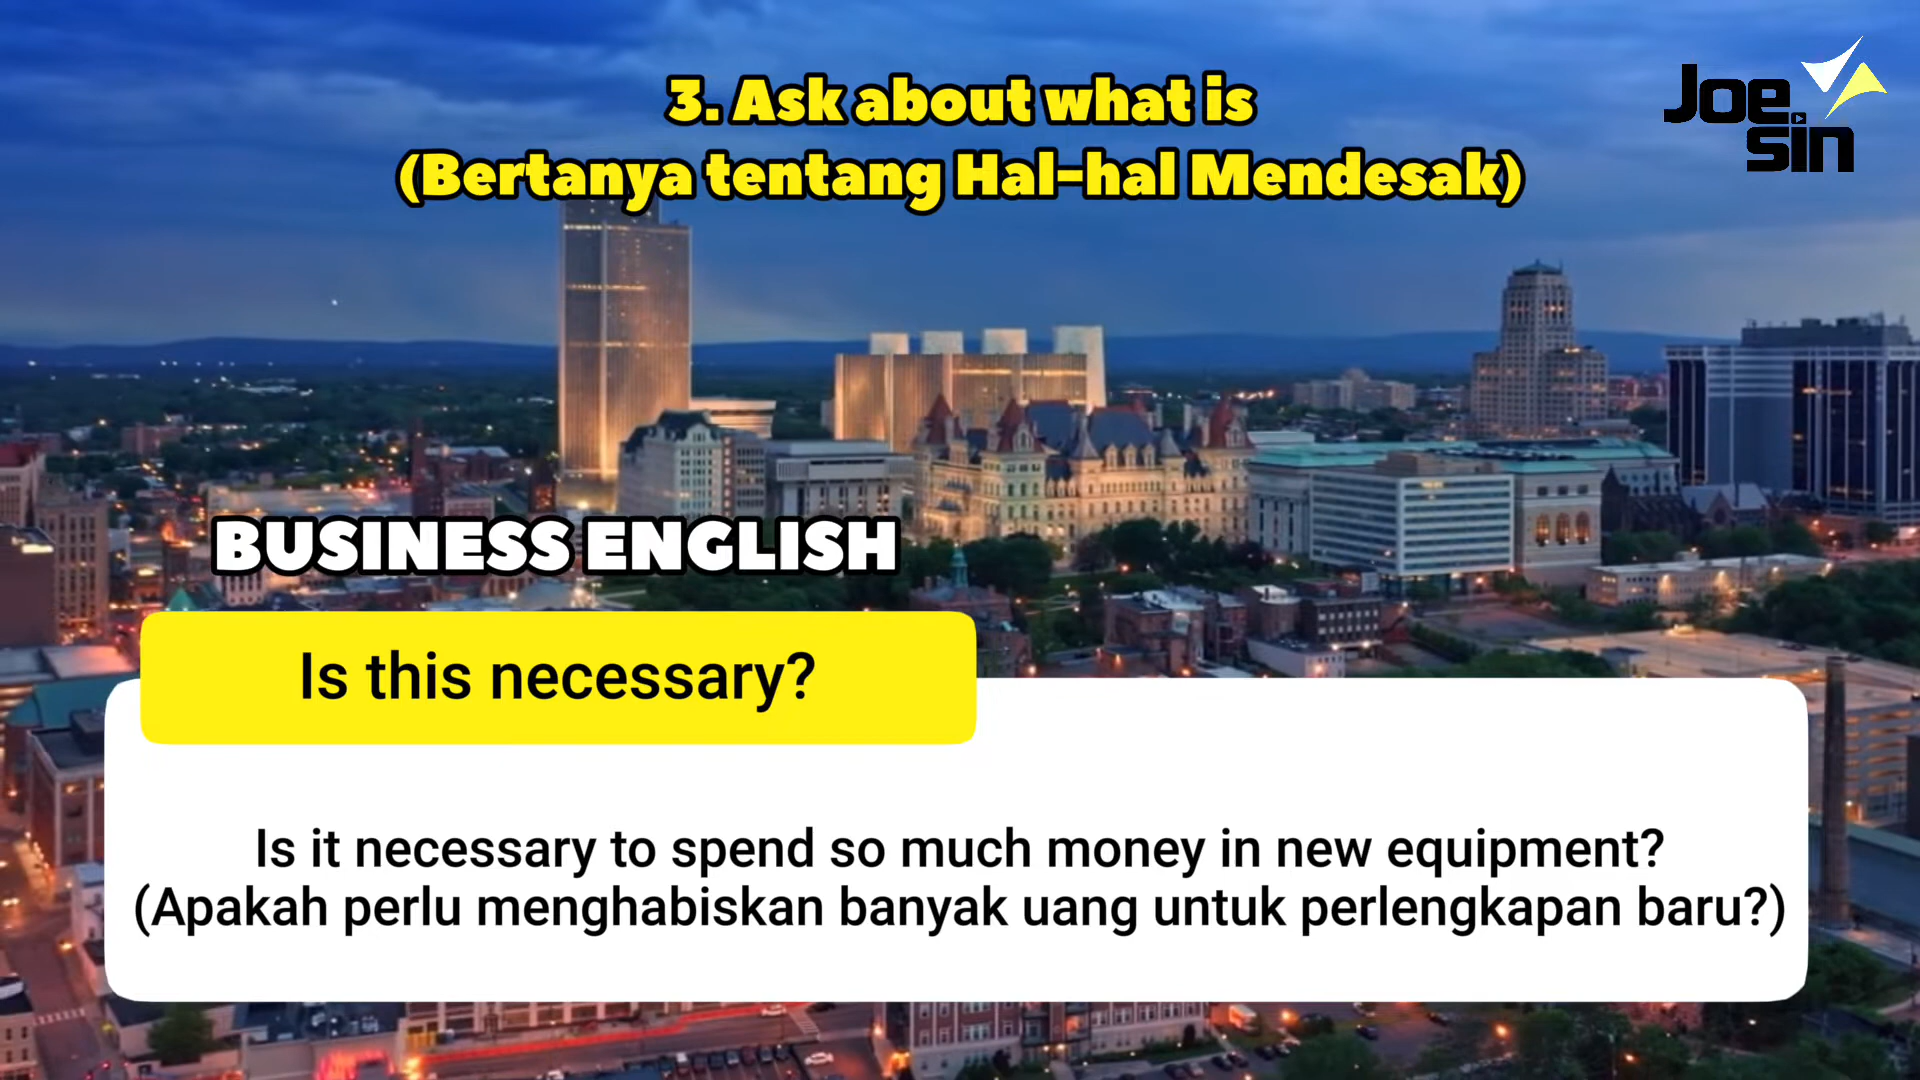 3. Ask about what is
(Bertanya tentang Hal-hal Mendesak)
Joe
sin
BUSINESS ENGLISH
Is this necessary?
Is it necessary to spend so much money in new equipment?
(Apakah perlu menghabiskan banyak uang untuk perlengkapan baru?)